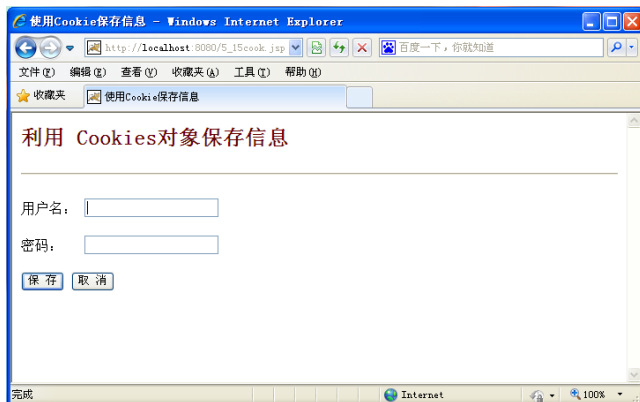 使用Cookie保存信息 - Windows Internet Explorer
http://localhost:8080/5_15cook.jsp
百度一下，你就知道
文件(F) 编辑(E) 查看(V) 收藏夹(A) 工具(T) 帮助(H)
收藏夹 使用Cookie保存信息
利用 Cookies对象保存信息
用户名：
密码：
保存 取消
完成 Internet 100%